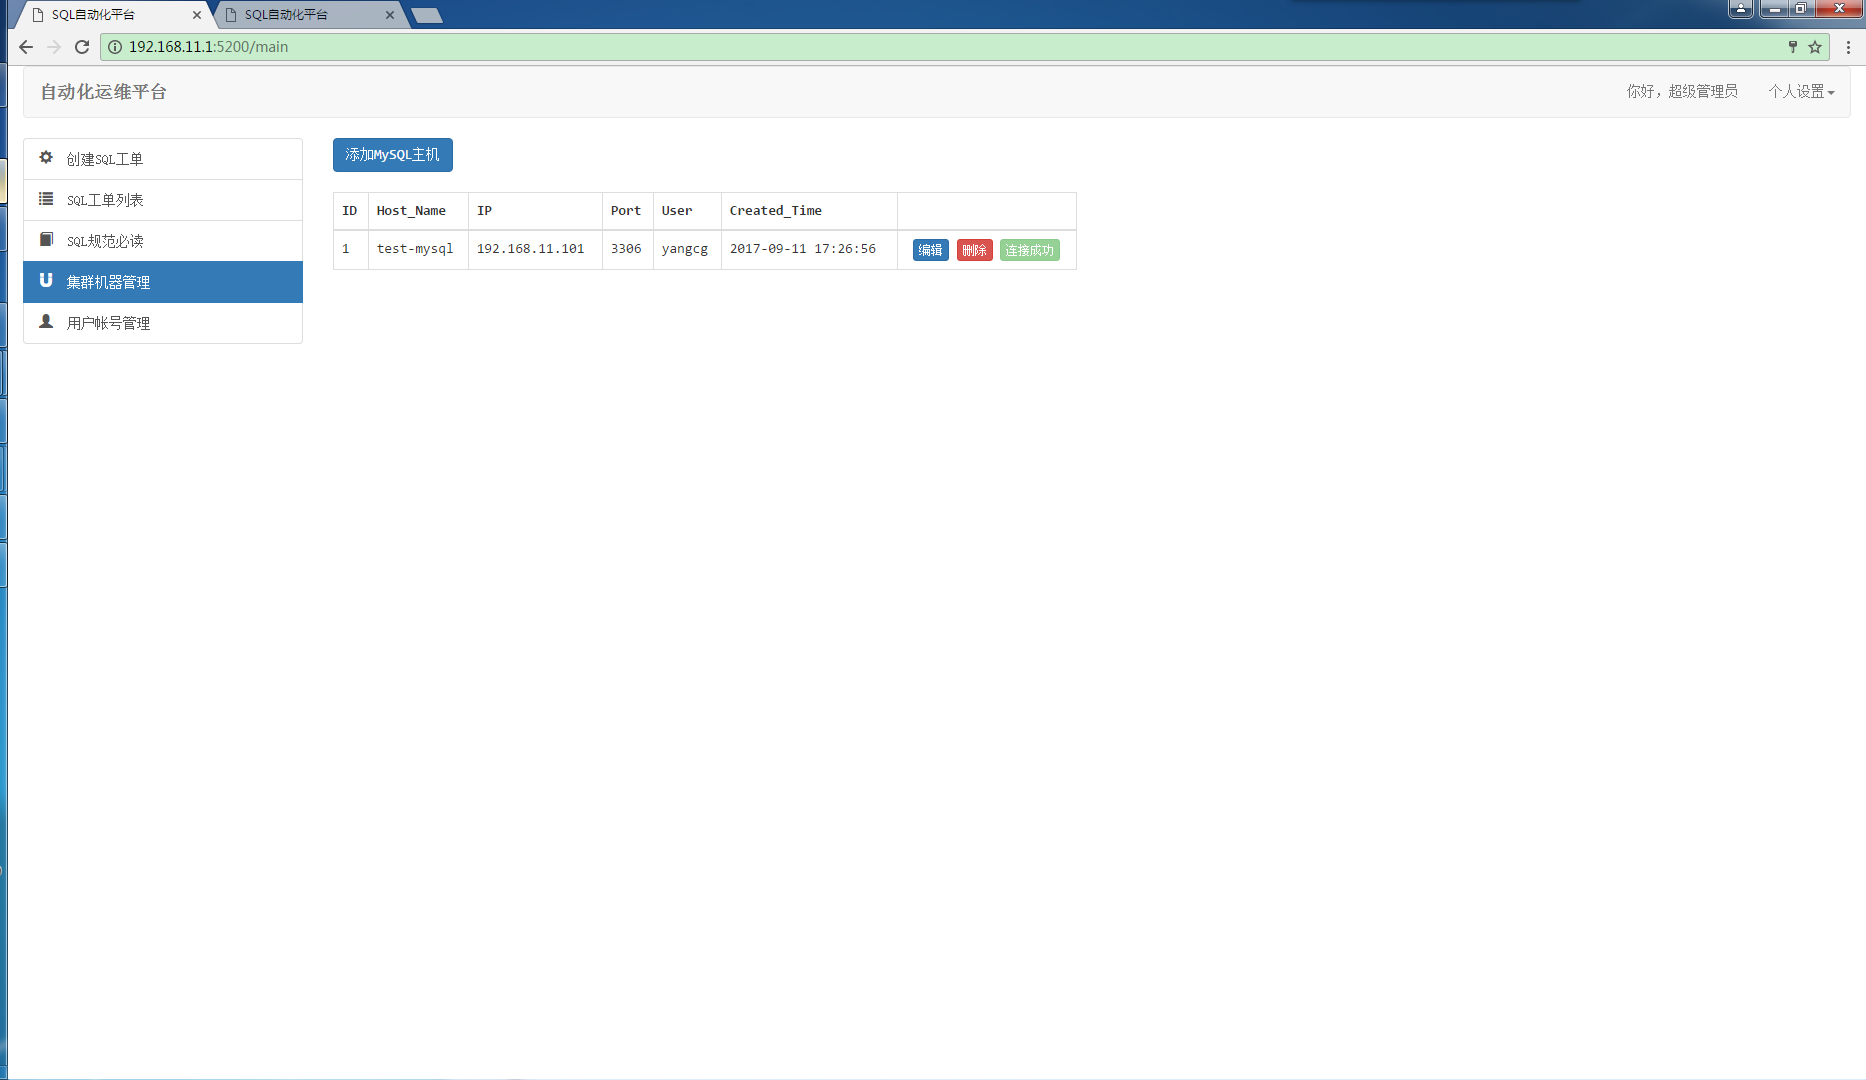 SQL自动化平台 SQL自动化平台
192.168.11.1:5200/main
自动化运维平台 你好，超级管理员 个人设置
创建SQL工单
SQL工单列表
SQL规范必读
集群机器管理
用户帐号管理
添加MySQL主机
ID Host_Name IP Port User Created_Time
1 test-mysql 192.168.11.101 3306 yangcg 2017-09-11 17:26:56 编辑 删除 连接成功